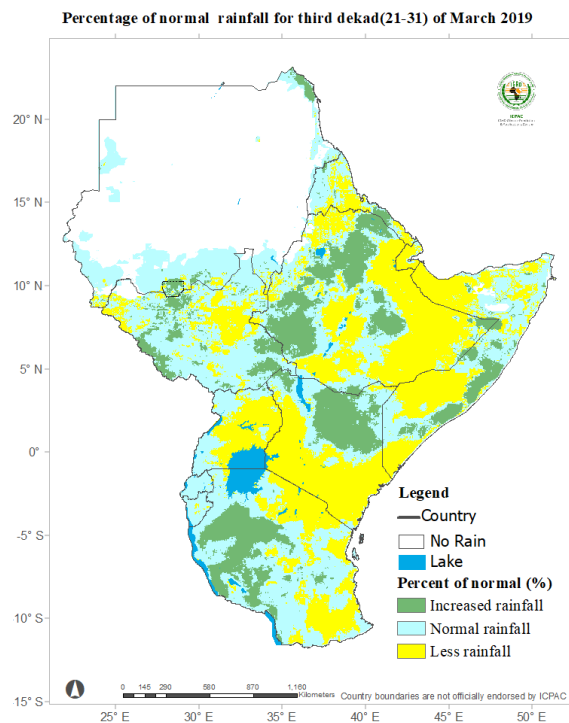 Percentage of normal rainfall for third dekad(21-31) of March 2019
20° N
15° N
10° N
5° N
0°
-5° S
-10° S
-15° S
ICPAC
Legend
Country
No Rain
Lake
Percent of normal (%)
Increased rainfall
Normal rainfall
Less rainfall
0 145 290 580 870 1,160
Kilometers
Country boundaries are not officially endorsed by ICPAC
25° E 30° E 35° E 40° E 45° E 50° E